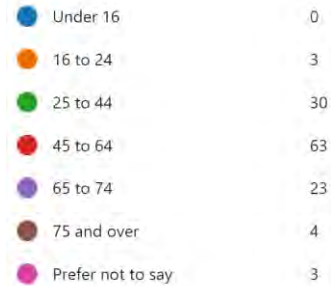 Under 16 0
16 to 24 3
25 to 44 30
45 to 64 63
65 to 74 23
75 and over 4
Prefer not to say 3